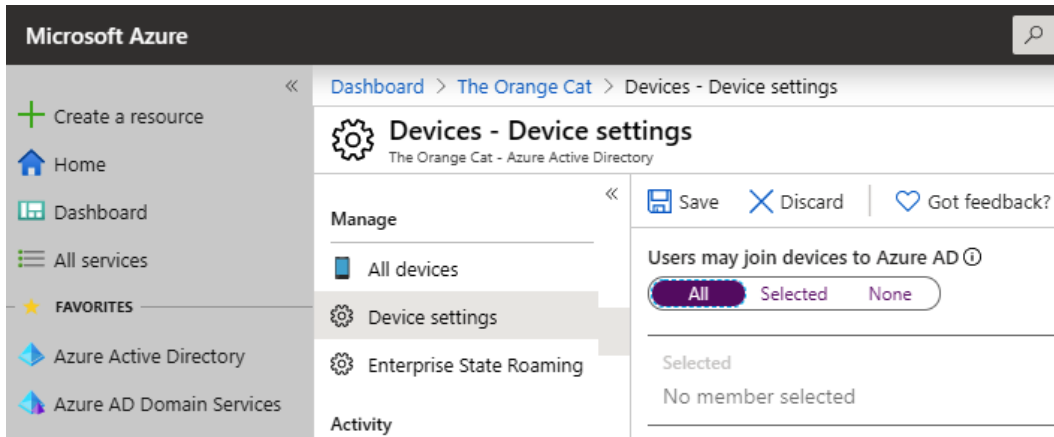 Microsoft Azure
Create a resource
Home
Dashboard
All services
FAVORITES
Azure Active Directory
Azure AD Domain Services
Dashboard > The Orange Cat > Devices - Device settings
Devices - Device settings
The Orange Cat - Azure Active Directory
Manage
All devices
Device settings
Enterprise State Roaming
Activity
Save Discard Got feedback?
Users may join devices to Azure AD
All Selected None
Selected
No member selected